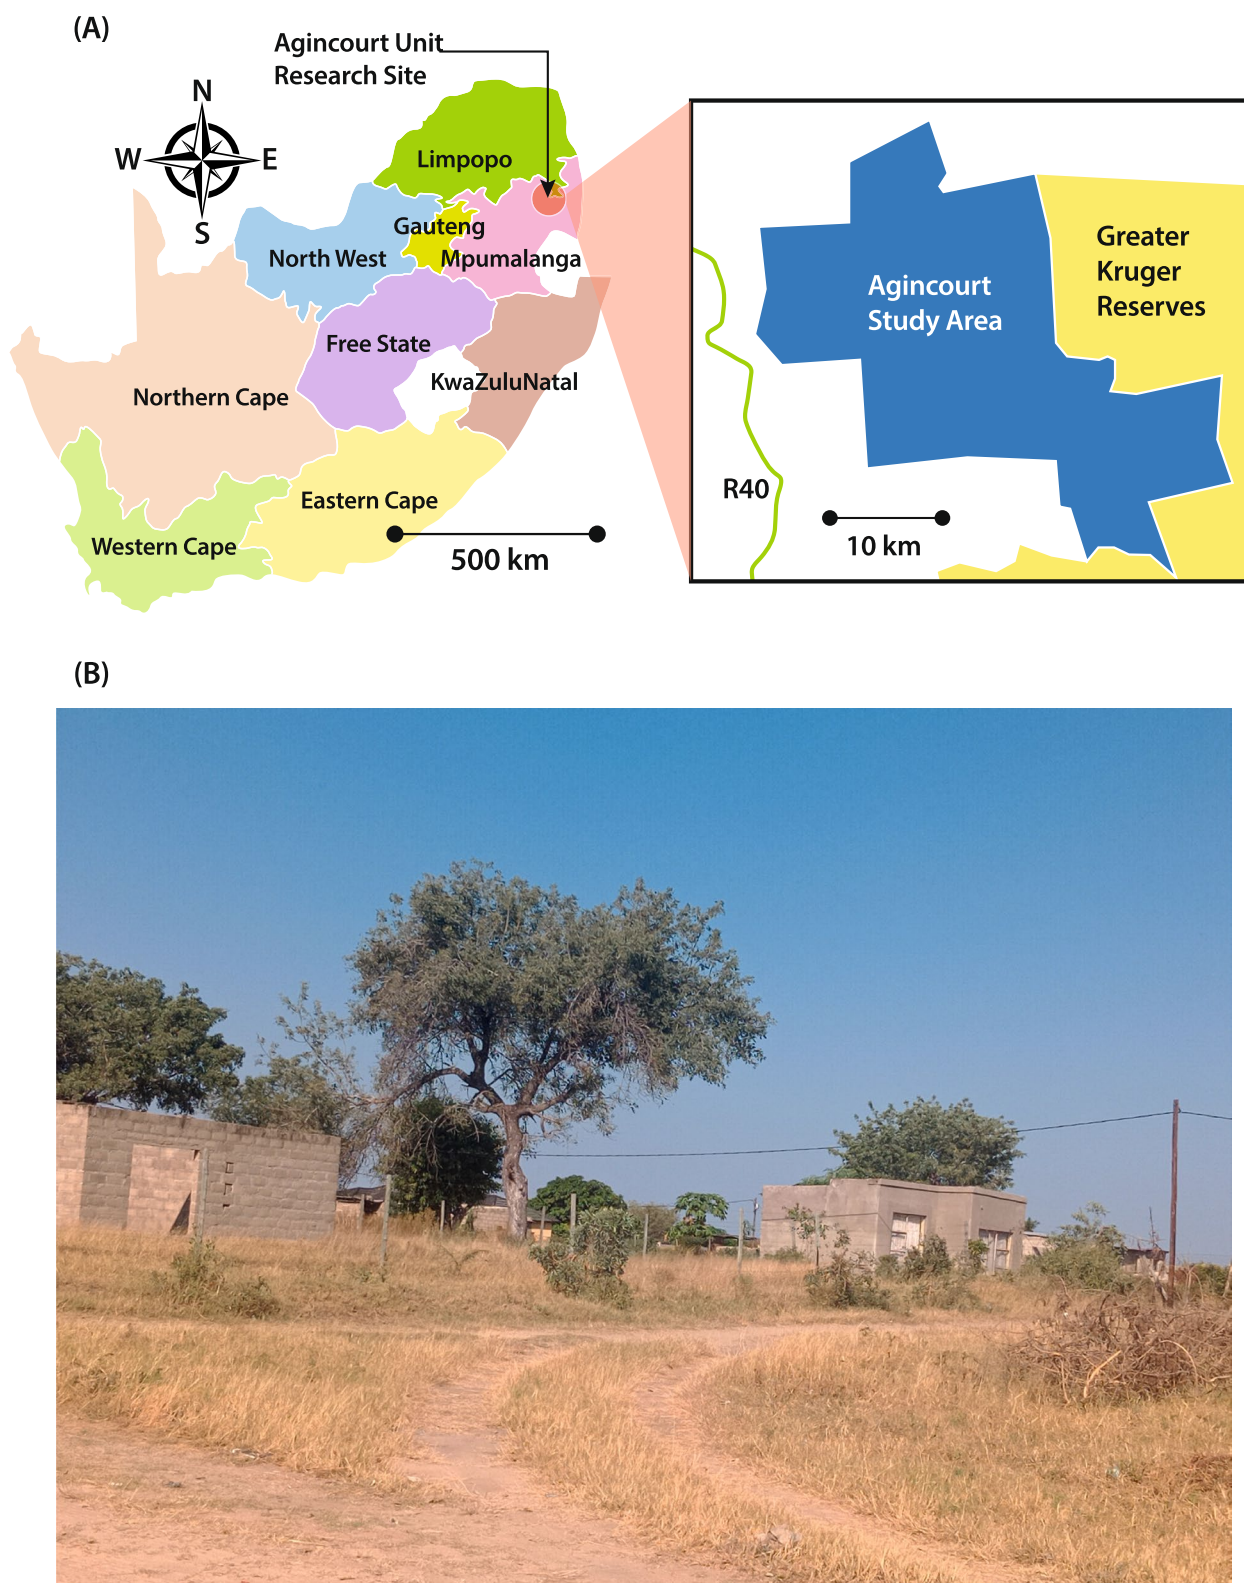 (A)
Agincourt Unit
Research Site
N
W
E
S
Limpopo
Gauteng
North West
Mpumalanga
Free State
KwaZuluNatal
Northern Cape
Eastern Cape
Western Cape
500 km
Greater
Kruger
Reserves
Agincourt
Study Area
R40
10 km
(B)